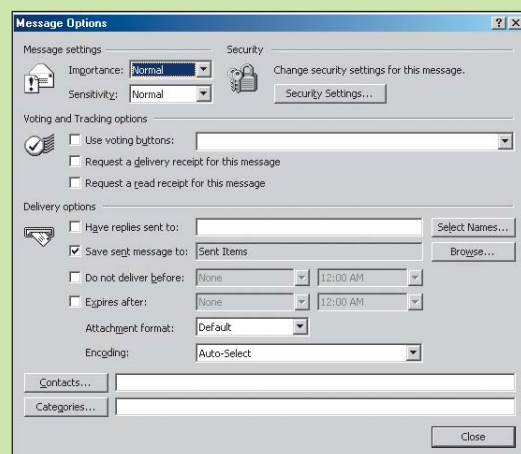 Message Options
Message settings
Security
Importance: Normal
Change security settings for this message.
Sensitivity: Normal
Security Settings...
Voting and Tracking options
Use voting buttons:
Request a delivery receipt for this message
Request a read receipt for this message
Delivery options
Have replies sent to:
Select Names...
Save sent message to: Sent Items
Browse...
Do not deliver before: None 12:00 AM
Expires after: None 12:00 AM
Attachment format: Default
Encoding: Auto-Select
Contacts...
Categories...
Close